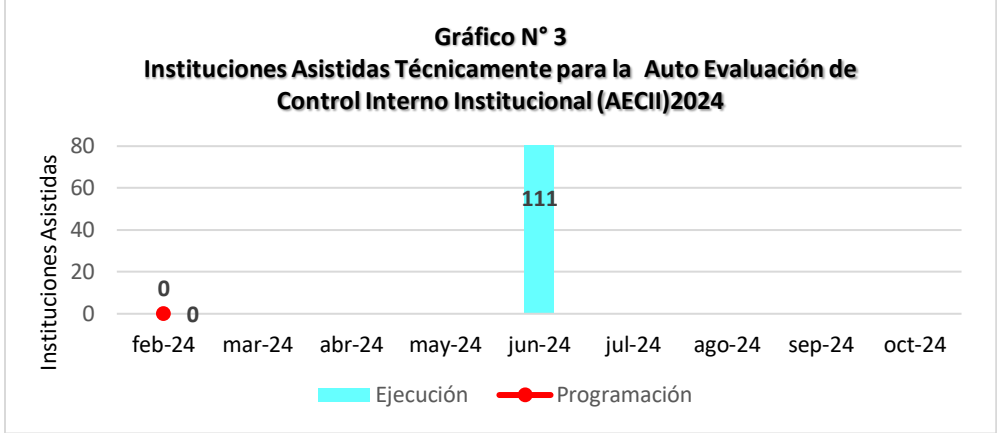 Gráfico N° 3
Instituciones Asistidas Técnicamente para la Auto Evaluación de
Control Interno Institucional (AECII)2024
Instituciones Asistidas
80
60
40
20
0
111
0
0
feb-24 mar-24 abr-24 may-24 jun-24 jul-24 ago-24 sep-24 oct-24
Ejecución Programación